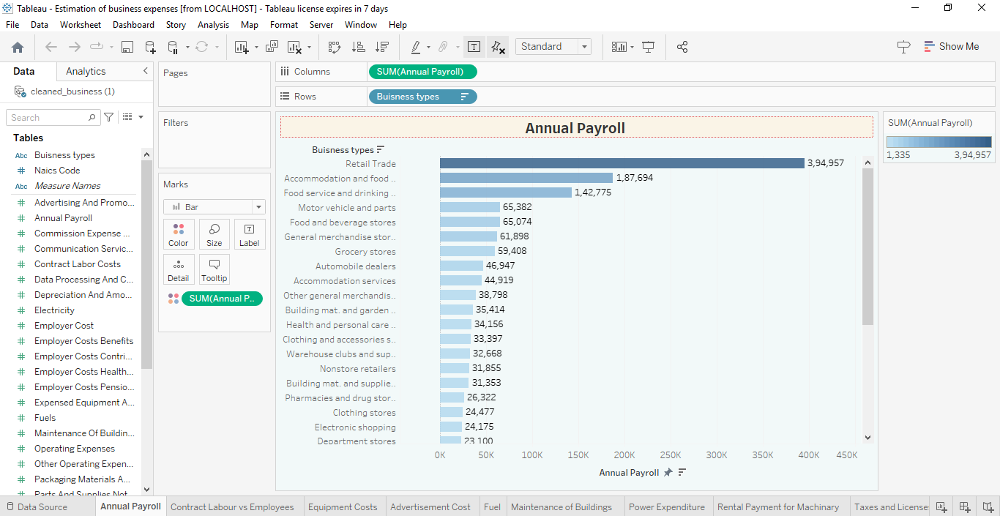 Tableau - Estimation of business expenses [from LOCALHOST] - Tableau license expires in 7 days
File Data Worksheet Dashboard Story Analysis Map Format Server Window Help
Standard
Show Me
Data Analytics
cleaned_business (1)
Search
Tables
Abc Buisness types
# Naics Code
Abc Measure Names
# Advertising And Promo...
# Annual Payroll
# Commission Expense ...
# Communication Servic...
# Contract Labor Costs
# Data Processing And C...
# Depreciation And Amo...
# Electricity
# Employer Cost
# Employer Costs Benefits
# Employer Costs Contri...
# Employer Costs Health...
# Employer Costs Pensio...
# Expensed Equipment A...
# Fuels
# Maintenance Of Buildin...
# Operating Expenses
# Other Operating Expen...
# Packaging Materials A...
# Parts And Supplies Not
Pages
Filters
Marks
Bar
Color Size Label
Detail Tooltip
SUM(Annual P..
Columns SUM(Annual Payroll)
Rows Buisness types
Annual Payroll
Buisness types
Retail Trade 3,94,957
Accommodation and food .. 1,87,694
Food service and drinking .. 1,42,775
Motor vehicle and parts 65,382
Food and beverage stores 65,074
General merchandise stor.. 61,898
Grocery stores 59,408
Automobile dealers 46,947
Accommodation services 44,919
Other general merchandis.. 38,798
Building mat. and garden .. 35,414
Health and personal care .. 34,156
Clothing and accessories s.. 33,397
Warehouse clubs and sup.. 32,668
Nonstore retailers 31,855
Building mat. and supplie.. 31,353
Pharmacies and drug stor.. 26,322
Clothing stores 24,477
Electronic shopping 24,175
Department stores 23,100
0K 50K 100K 150K 200K 250K 300K 350K 400K 450K
Annual Payroll
SUM(Annual Payroll)
1,335 3,94,957
Data Source Annual Payroll Contract Labour vs Employees Equipment Costs Advertisement Cost Fuel Maintenance of Buildings Power Expenditure Rental Payment for Machinary Taxes and License